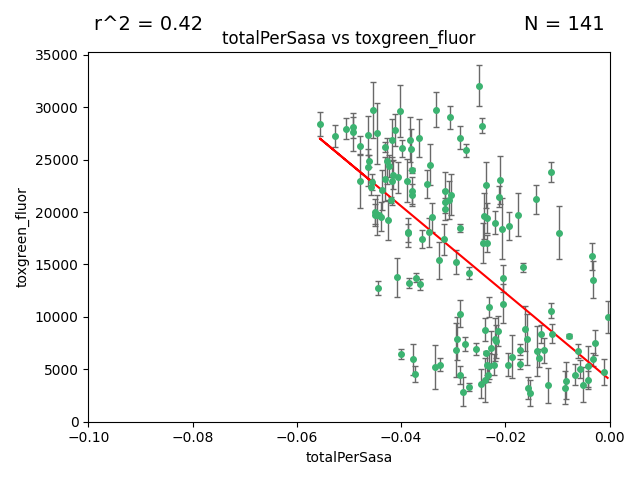 r^2 = 0.42
N = 141
totalPerSasa vs toxgreen_fluor
35000
30000
25000
20000
15000
10000
5000
0
toxgreen_fluor
−0.10
−0.08
−0.06
−0.04
−0.02
0.00
totalPerSasa